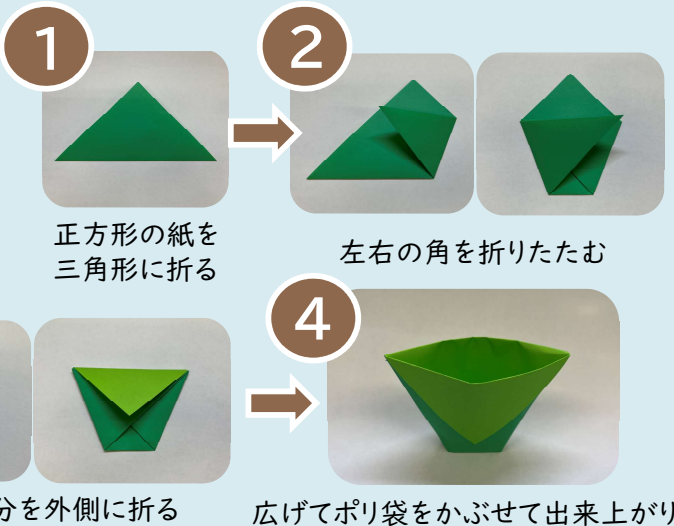 1
2
正方形の紙を
三角形に折る
左右の角を折りたたむ
4
分を外側に折る
広げてポリ袋をかぶせて出来上がり